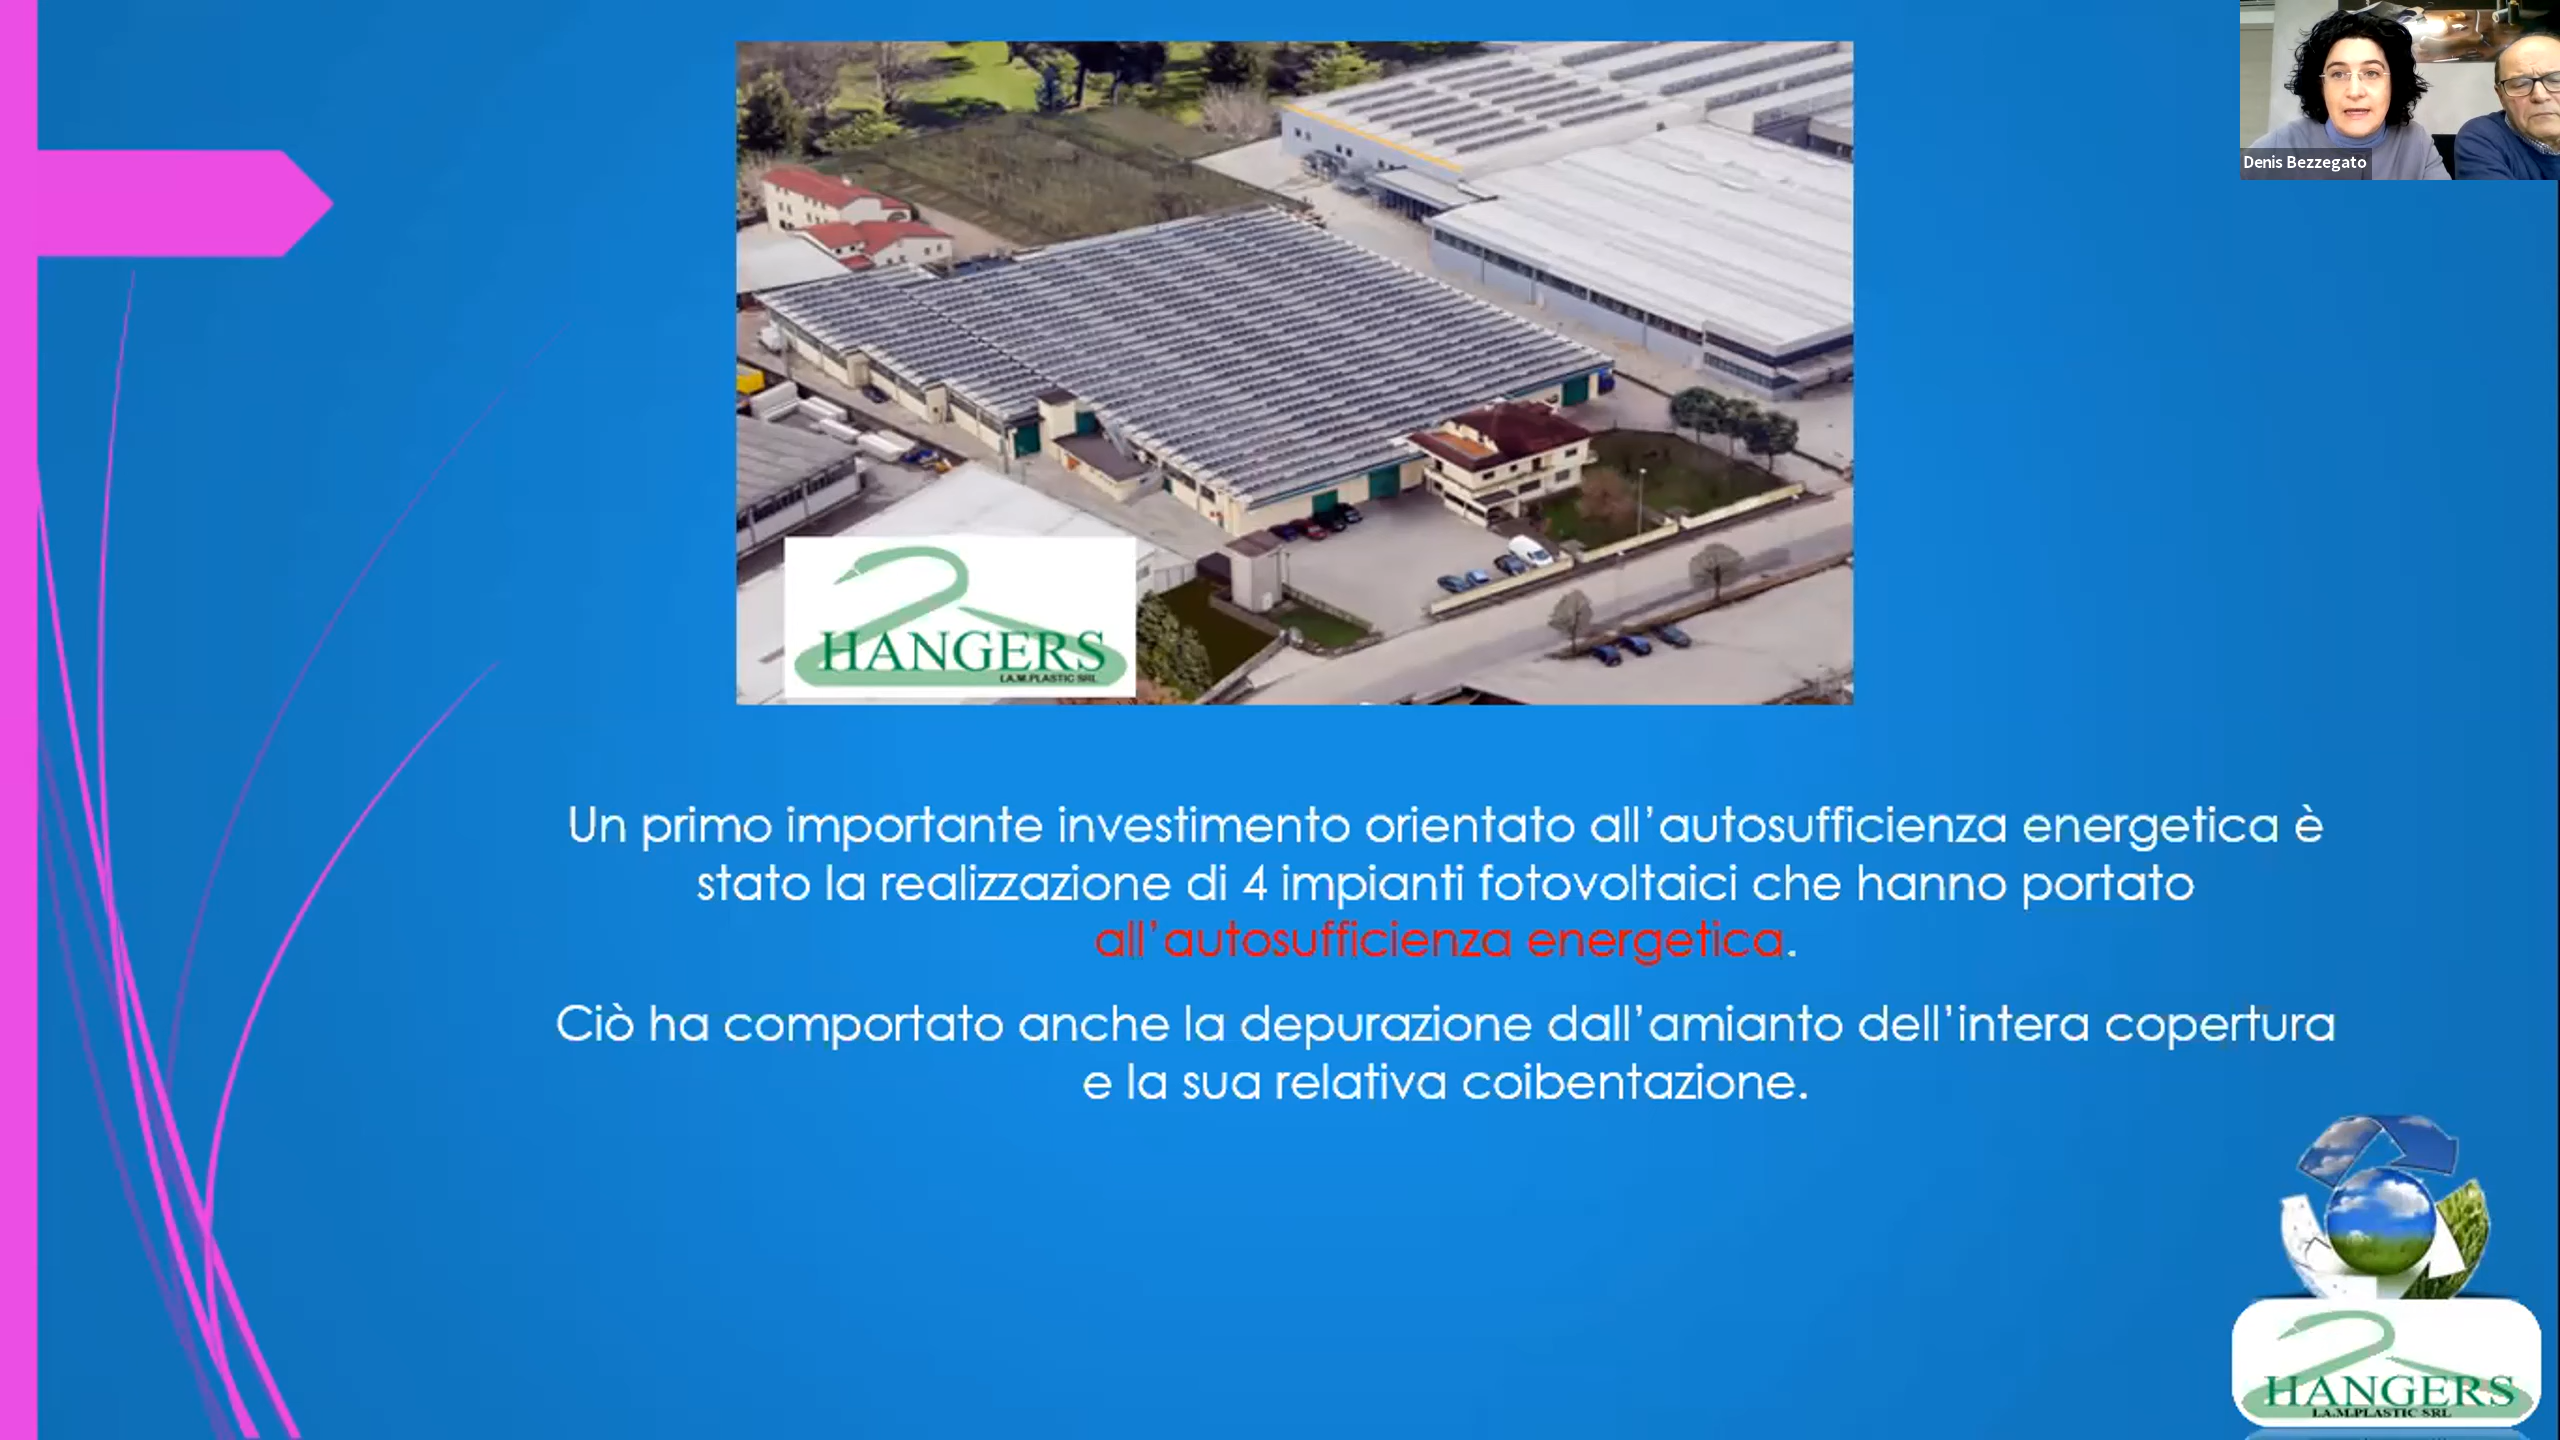 Denis Bezzegato
HANGERS
I.A.M.PLASTIC SRL
Un primo importante investimento orientato all’autosufficienza energetica è
stato la realizzazione di 4 impianti fotovoltaici che hanno portato
all’autosufficienza energetica.
Ciò ha comportato anche la depurazione dall’amianto dell’intera copertura
e la sua relativa coibentazione.
HANGERS
I.A.M.PLASTIC SRL